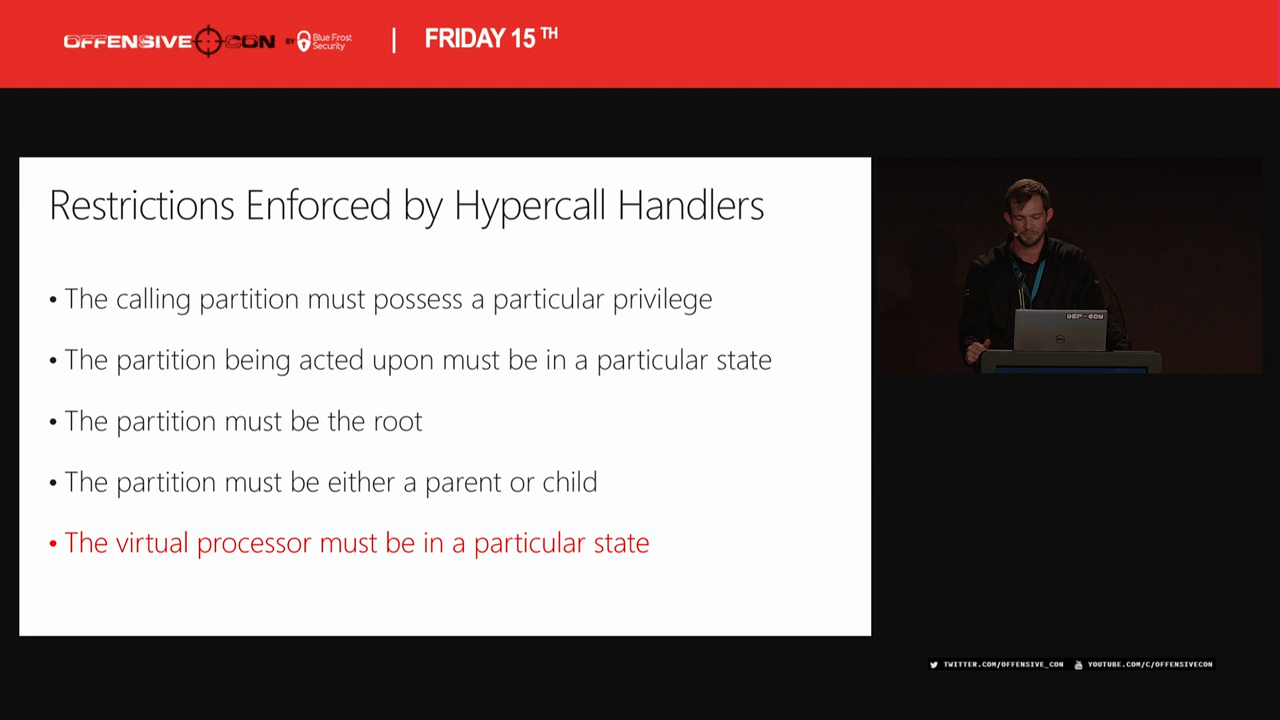 OFFENSIVE CON BY Blue Frost Security | FRIDAY 15 TH
Restrictions Enforced by Hypercall Handlers
• The calling partition must possess a particular privilege
• The partition being acted upon must be in a particular state
• The partition must be the root
• The partition must be either a parent or child
• The virtual processor must be in a particular state
DEF-CON
TWITTER.COM/OFFENSIVE_CON YOUTUBE.COM/C/OFFENSIVECON